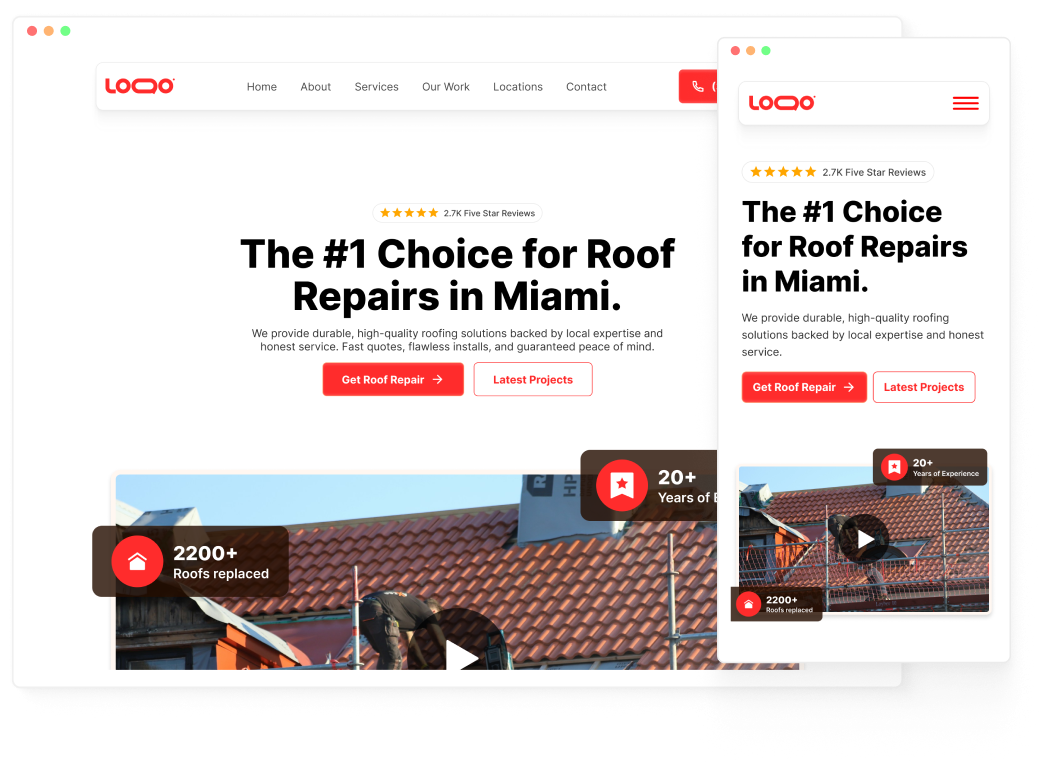 LOQO
Home About Services Our Work Locations Contact
(
2.7K Five Star Reviews
The #1 Choice for Roof
Repairs in Miami.
We provide durable, high-quality roofing solutions backed by local expertise and
honest service. Fast quotes, flawless installs, and guaranteed peace of mind.
Get Roof Repair → Latest Projects
20+
Years of E
2200+
Roofs replaced
R
HP
LOQO
2.7K Five Star Reviews
The #1 Choice
for Roof Repairs
in Miami.
We provide durable, high-quality roofing
solutions backed by local expertise and honest
service.
Get Roof Repair → Latest Projects
20+
Years of Experience
2200+
Roofs replaced